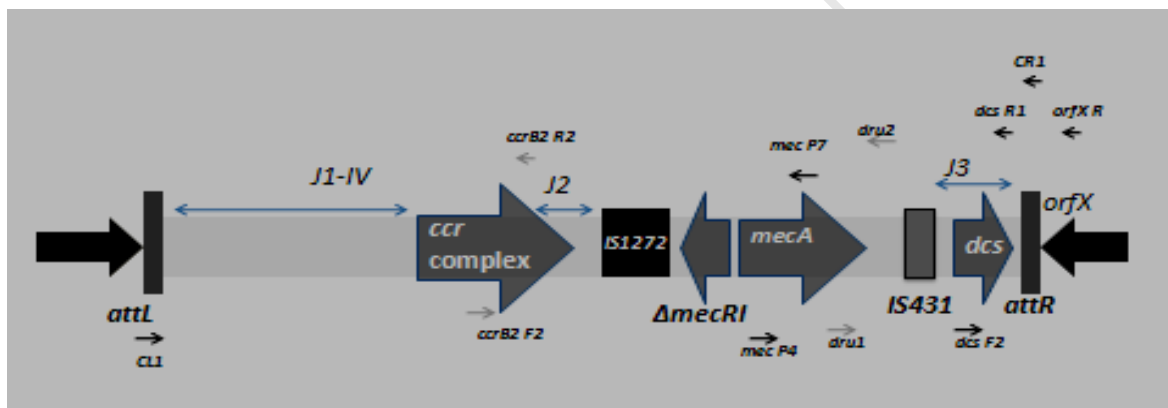 CR1
dcs R1
orfX R
ccrB2 R2
dru2
mec P7
J1-IV
J2
J3
orfX
ccr
complex
IS1272
mecA
dcs
attL
ΔmecRI
IS431
attR
CL1
ccrB2 F2
mec P4
dru1
dcs F2